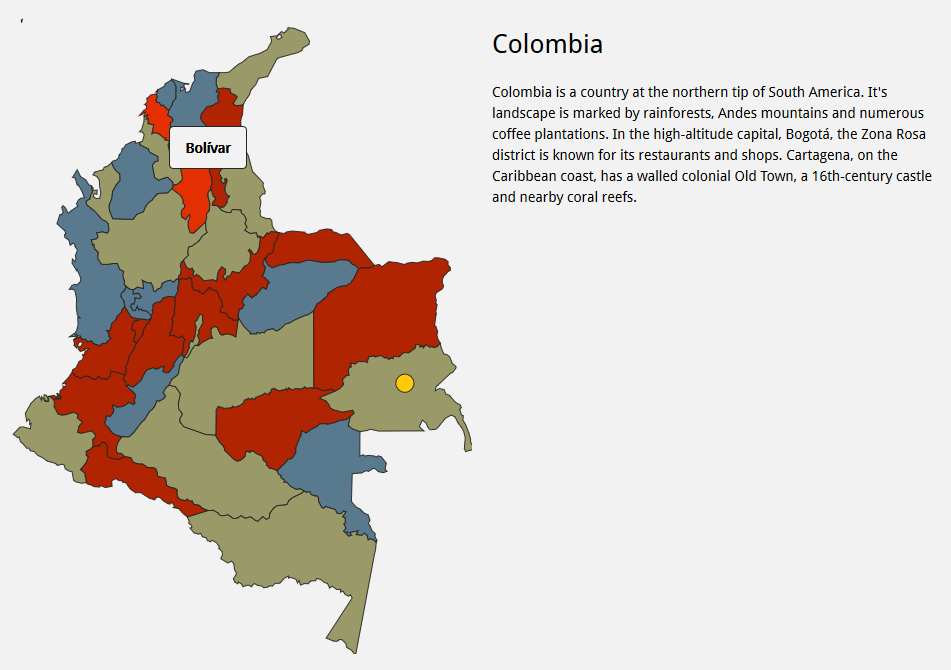 Colombia
Colombia is a country at the northern tip of South America. It's
landscape is marked by rainforests, Andes mountains and numerous
coffee plantations. In the high-altitude capital, Bogotá, the Zona Rosa
district is known for its restaurants and shops. Cartagena, on the
Caribbean coast, has a walled colonial Old Town, a 16th-century castle
and nearby coral reefs.
Bolívar